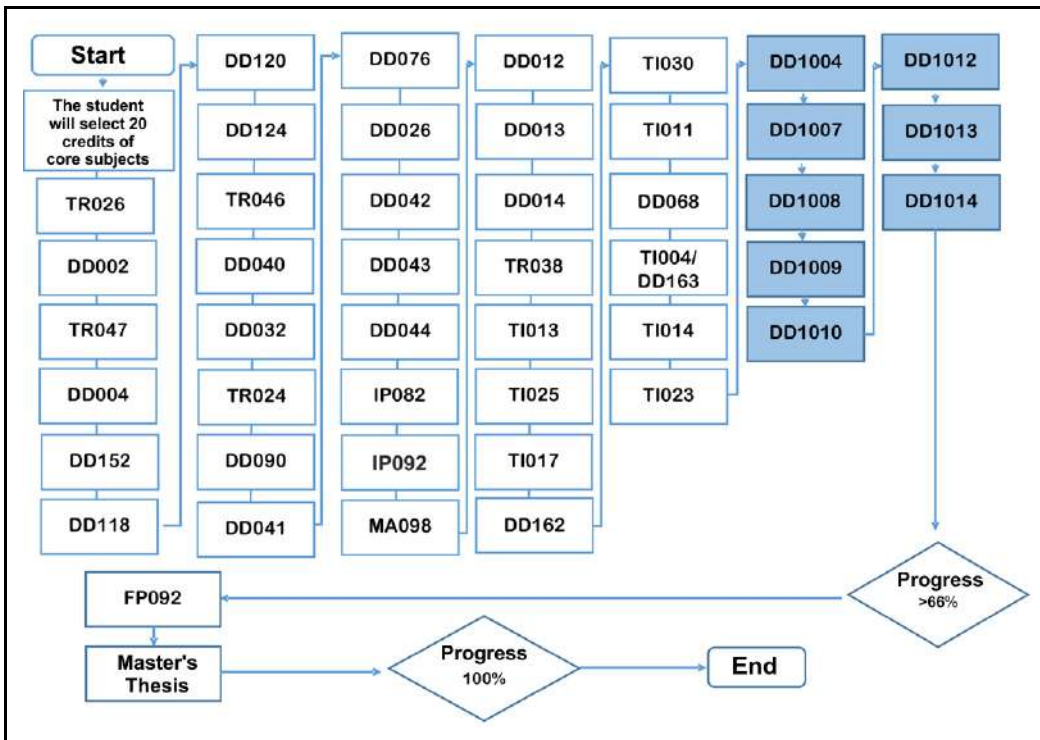 Start
The student
will select 20
credits of
core subjects
TR026
DD002
TR047
DD004
DD152
DD118
DD120
DD124
TR046
DD040
DD032
TR024
DD090
DD041
DD076
DD026
DD042
DD043
DD044
IP082
IP092
MA098
DD012
DD013
DD014
TR038
TI013
TI025
TI017
DD162
TI030
TI011
DD068
TI004/
DD163
TI014
TI023
DD1004
DD1007
DD1008
DD1009
DD1010
DD1012
DD1013
DD1014
Progress
>66%
FP092
Master's
Thesis
Progress
100%
End